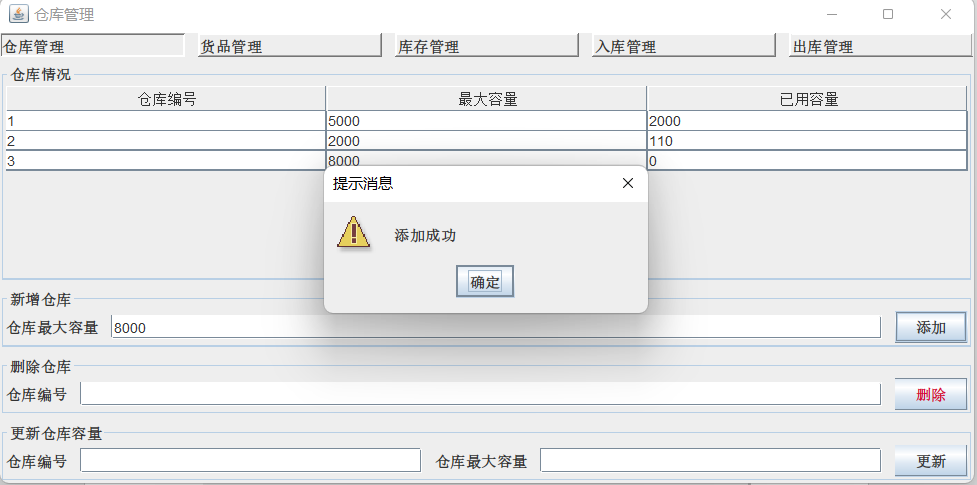 仓库管理
仓库管理 货品管理 库存管理 入库管理 出库管理
仓库情况
仓库编号 最大容量 已用容量
1 5000 2000
2 2000 110
3 8000 0
提示消息
添加成功
确定
新增仓库
仓库最大容量 8000 添加
删除仓库
仓库编号 删除
更新仓库容量
仓库编号 仓库最大容量 更新